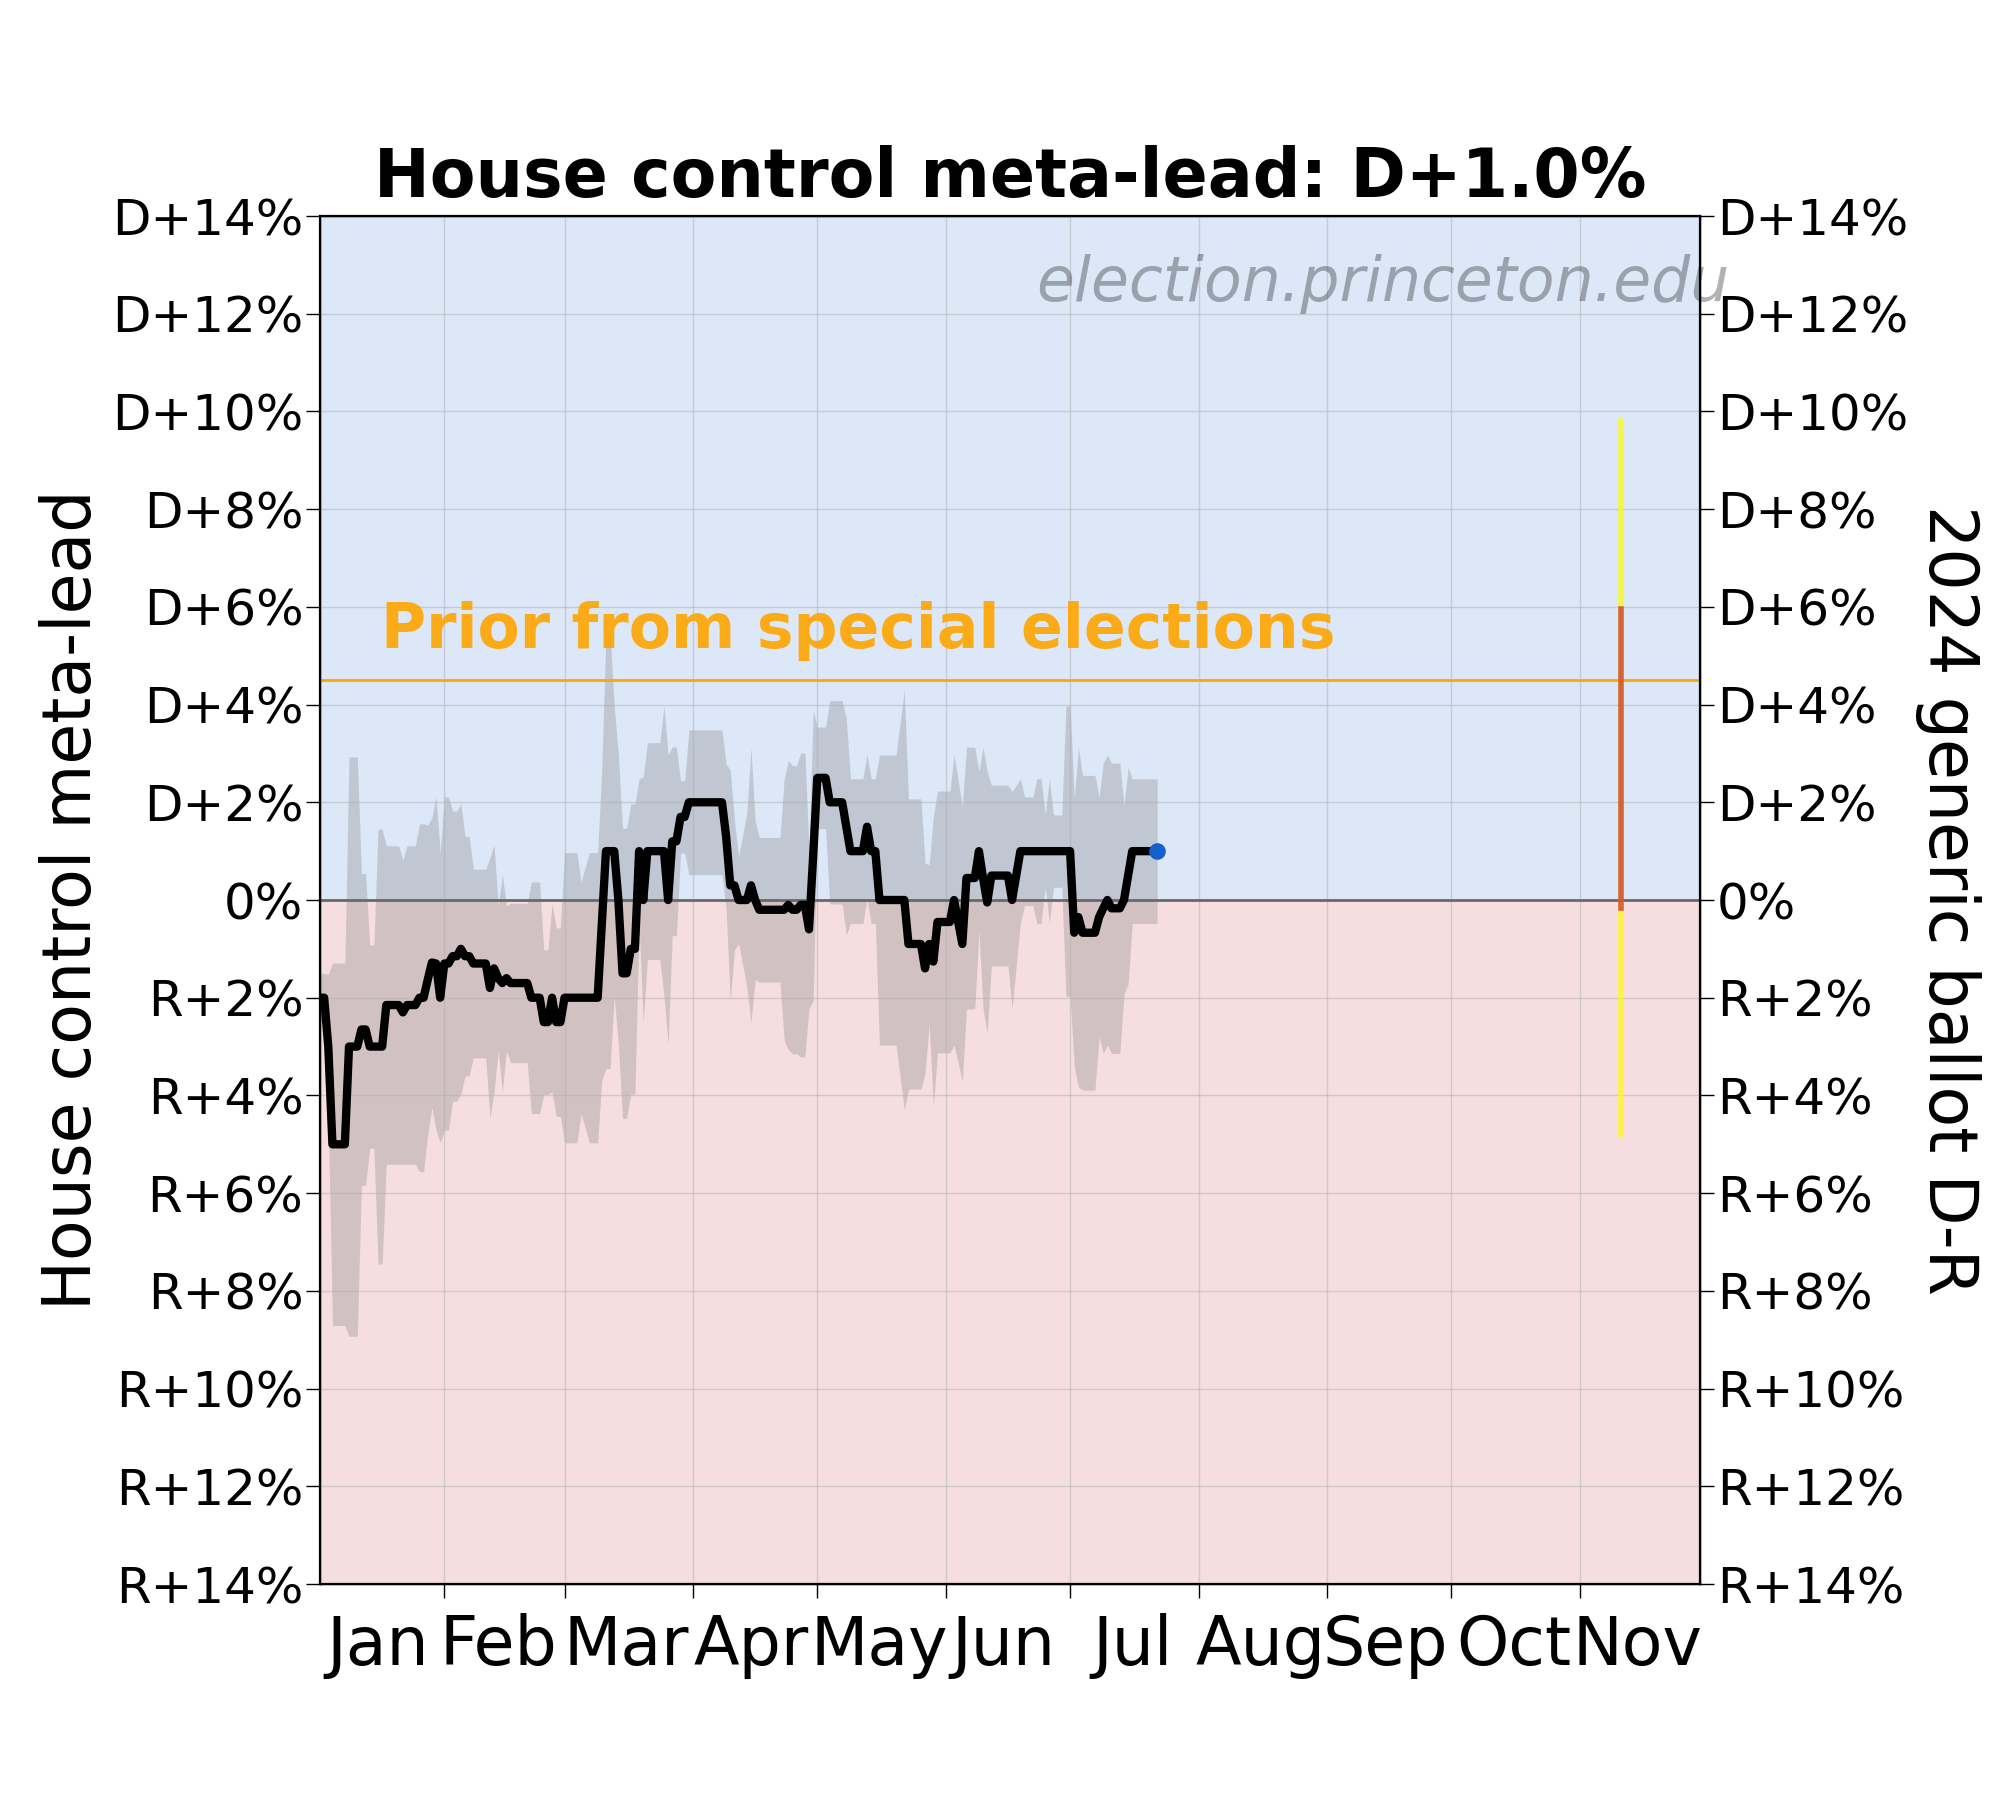 House control meta-lead: D+1.0%
election.princeton.edu
Prior from special elections
House control meta-lead
D+14%
D+12%
D+10%
D+8%
D+6%
D+4%
D+2%
0%
R+2%
R+4%
R+6%
R+8%
R+10%
R+12%
R+14%
D+14%
D+12%
D+10%
D+8%
D+6%
D+4%
D+2%
0%
R+2%
R+4%
R+6%
R+8%
R+10%
R+12%
R+14%
2024 generic ballot D-R
Jan Feb Mar Apr May Jun Jul Aug Sep Oct Nov